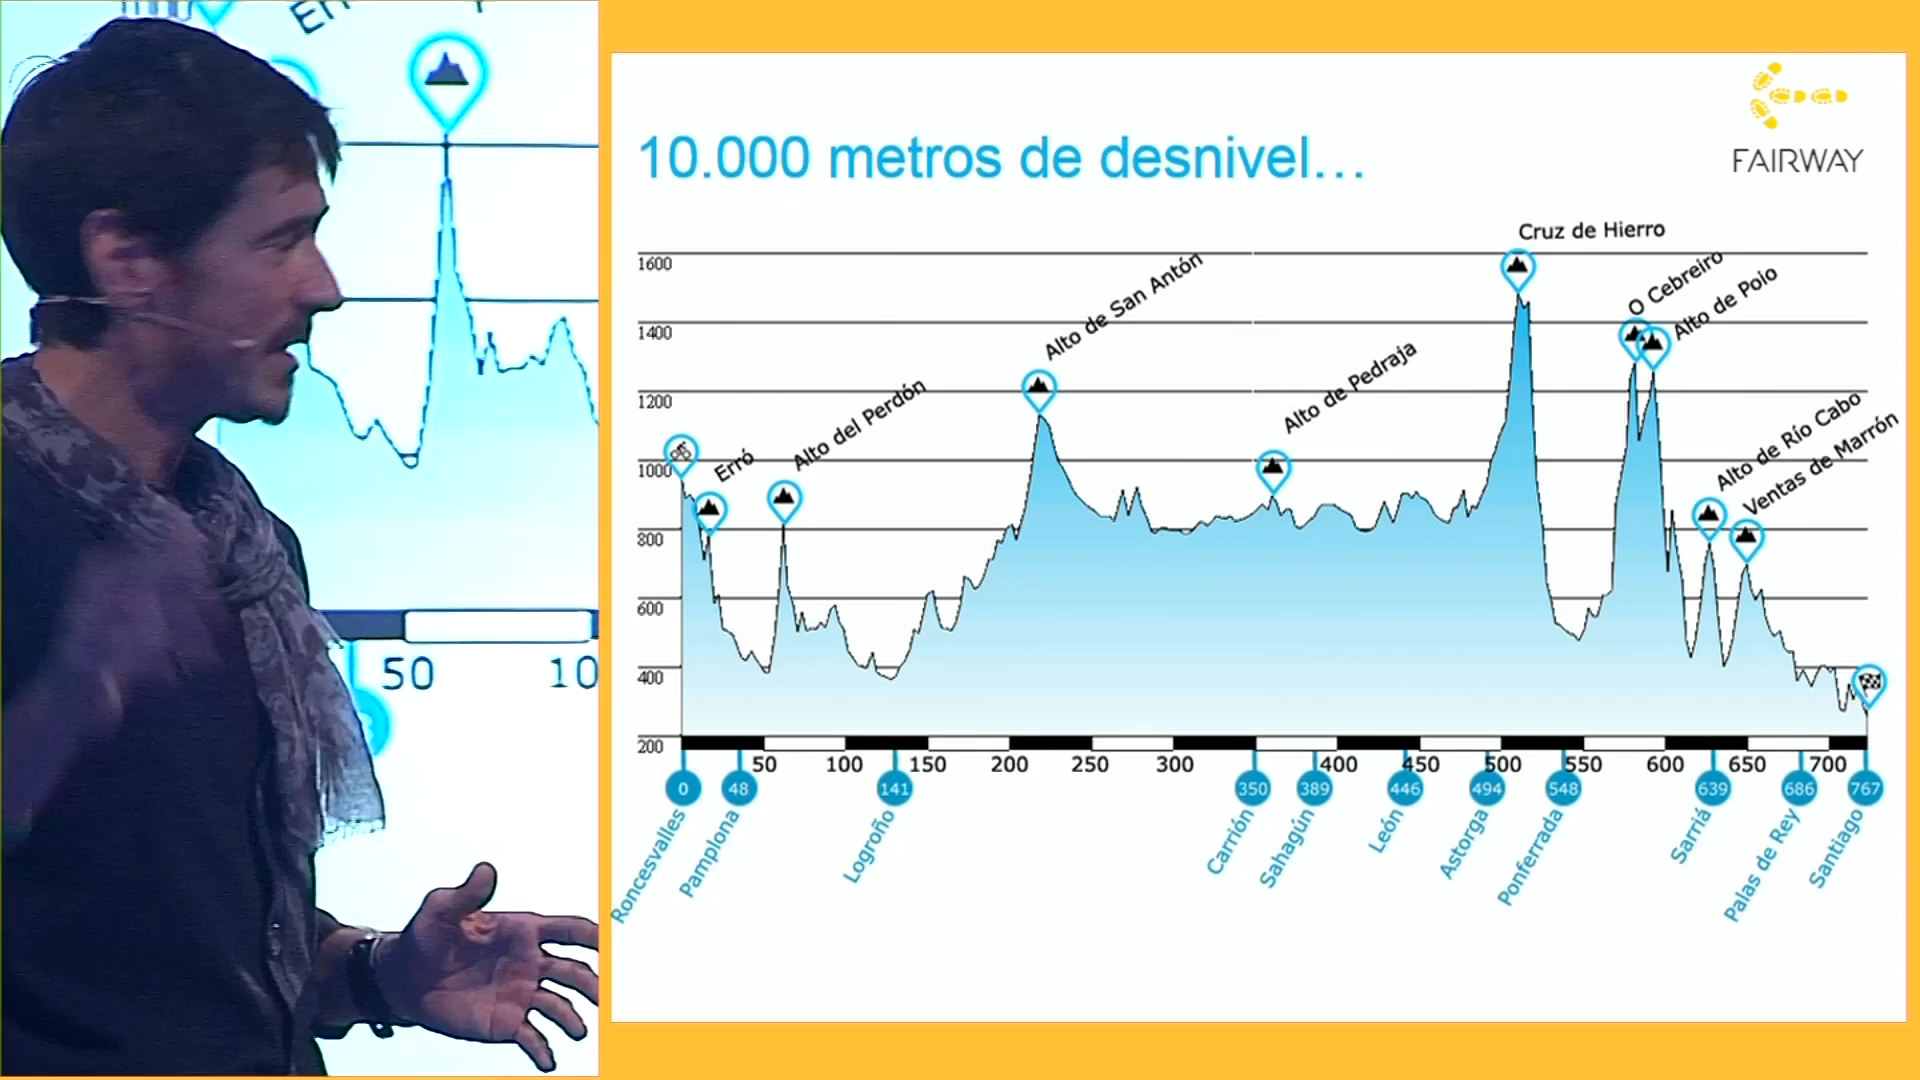 50
10
10.000 metros de desnivel...
FAIRWAY
Cruz de Hierro
O Cebreiro
Alto de Poio
Alto de San Antón
Alto de Pedraja
Alto del Perdón
Erró
Alto de Río Cabo
Ventas de Marrón
1600
1400
1200
1000
800
600
400
200
50 100 150 200 250 300 400 450 500 550 600 650 700
0 48 141 350 389 446 494 548 639 686 767
Roncesvalles
Pamplona
Logroño
Carrión
Sahagún
León
Astorga
Ponferrada
Sarriá
Palas de Rey
Santiago